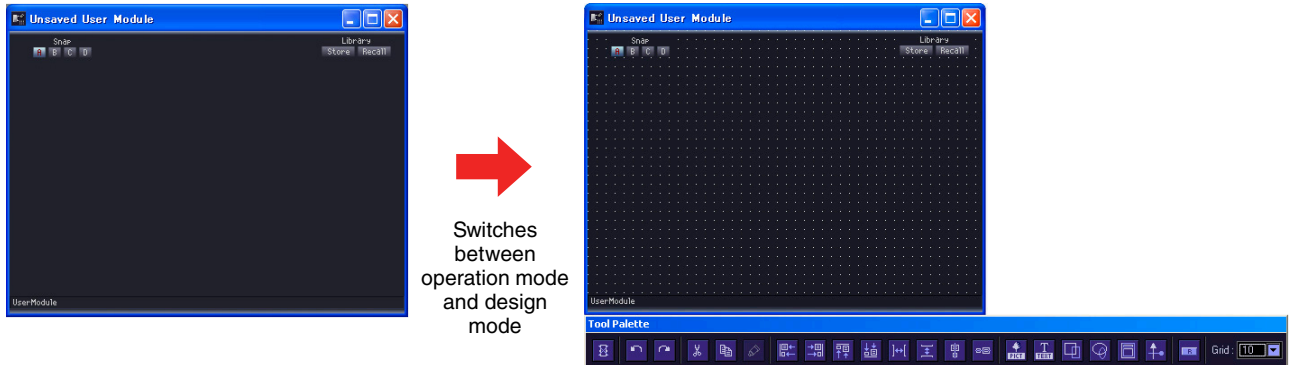 Unsaved User Module
Snap
A B C D
Library
Store Recall
UserModule
Switches
between
operation mode
and design
mode
Unsaved User Module
Snap
A B C D
Library
Store Recall
UserModule
Tool Palette
PICT
TEXT
R
Grid: 10